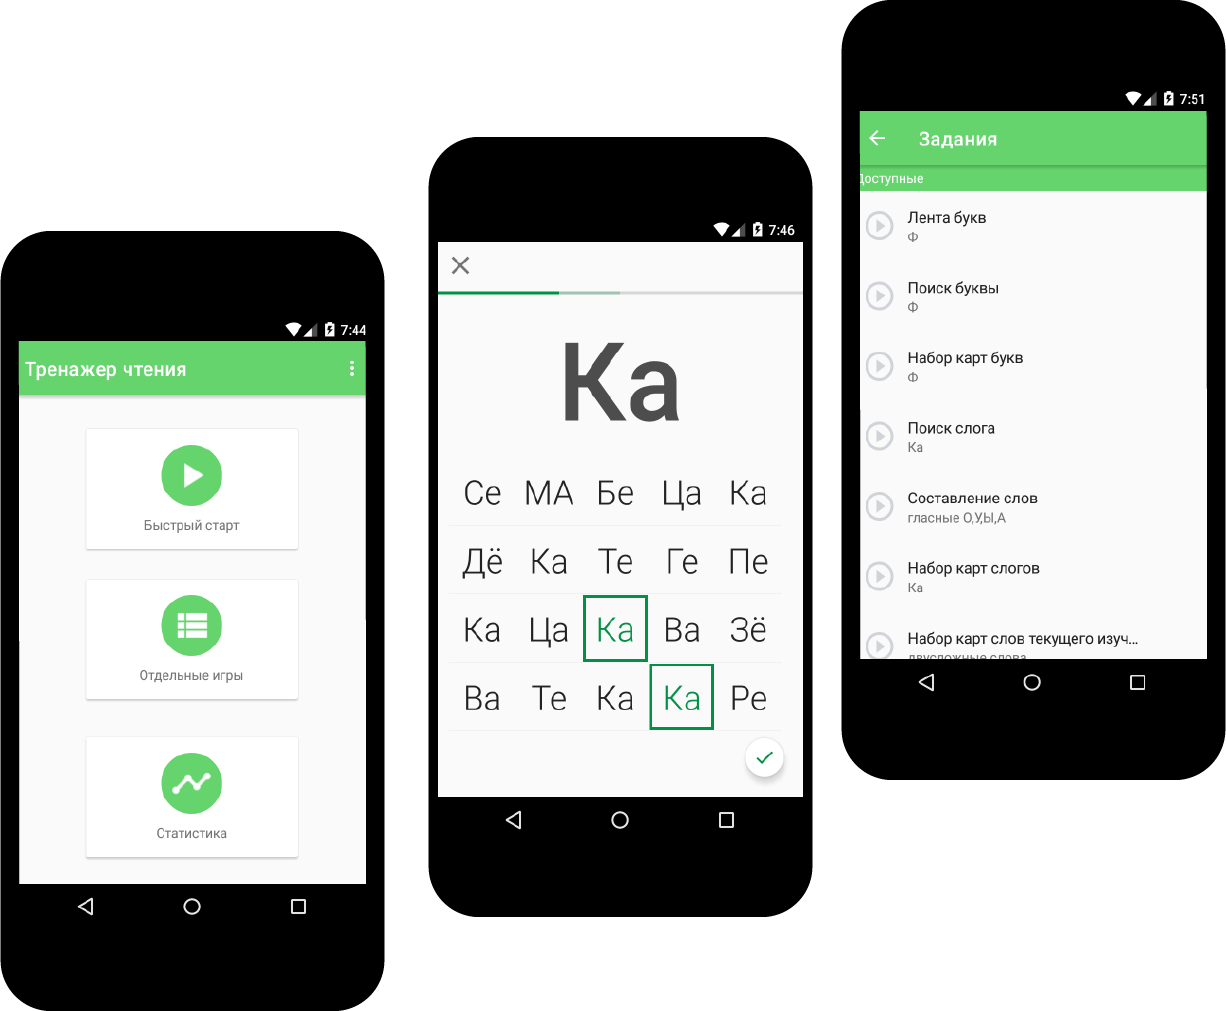 7:44
Тренажер чтения
Быстрый старт
Отдельные игры
Статистика
7:46
Ка
Се МА Бе Ца Ка
Дё Ка Те Ге Пе
Ка Ца Ка Ва Зё
Ва Те Ка Ка Ре
7:51
Задания
Доступные
Лента букв
Ф
Поиск буквы
Ф
Набор карт букв
Ф
Поиск слога
Ка
Составление слов
гласные О,У,Ы,А
Набор карт слогов
Ка
Набор карт слов текущего изуч...
двусложные слова